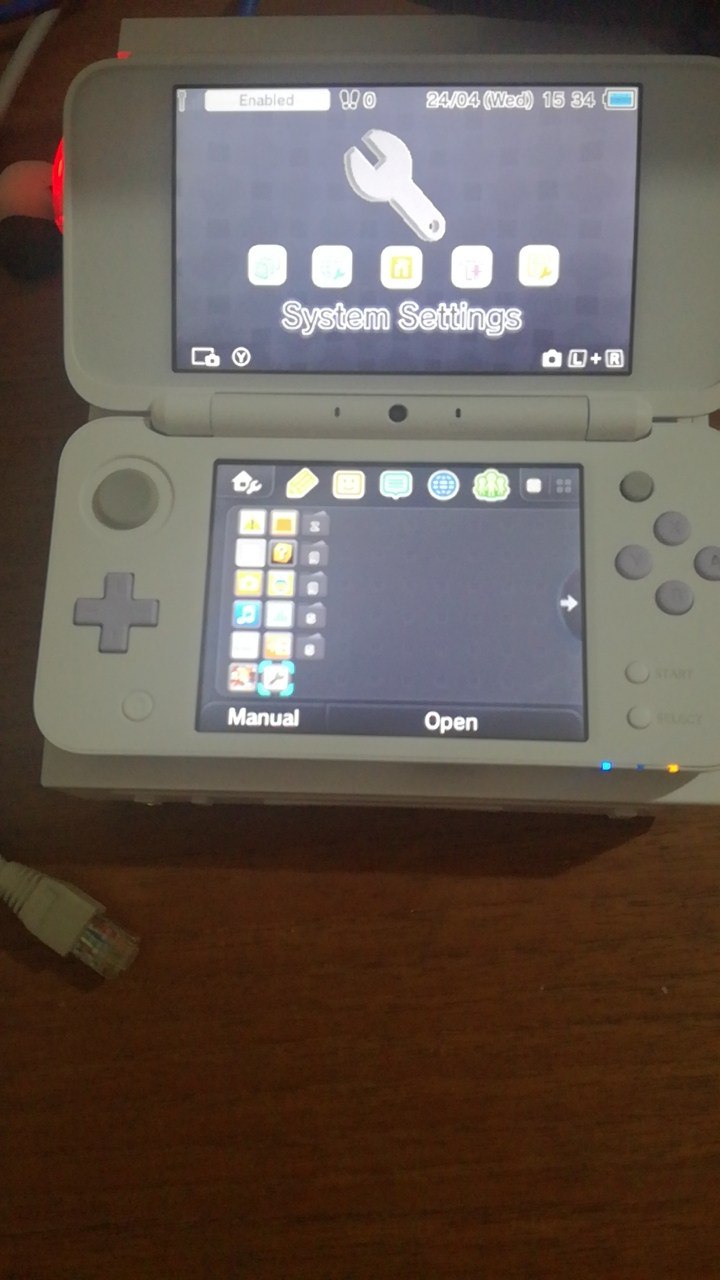 Enabled 0 24/04 (Wed) 15 34
System Settings
Y L + R
Manual Open
START
SELECT